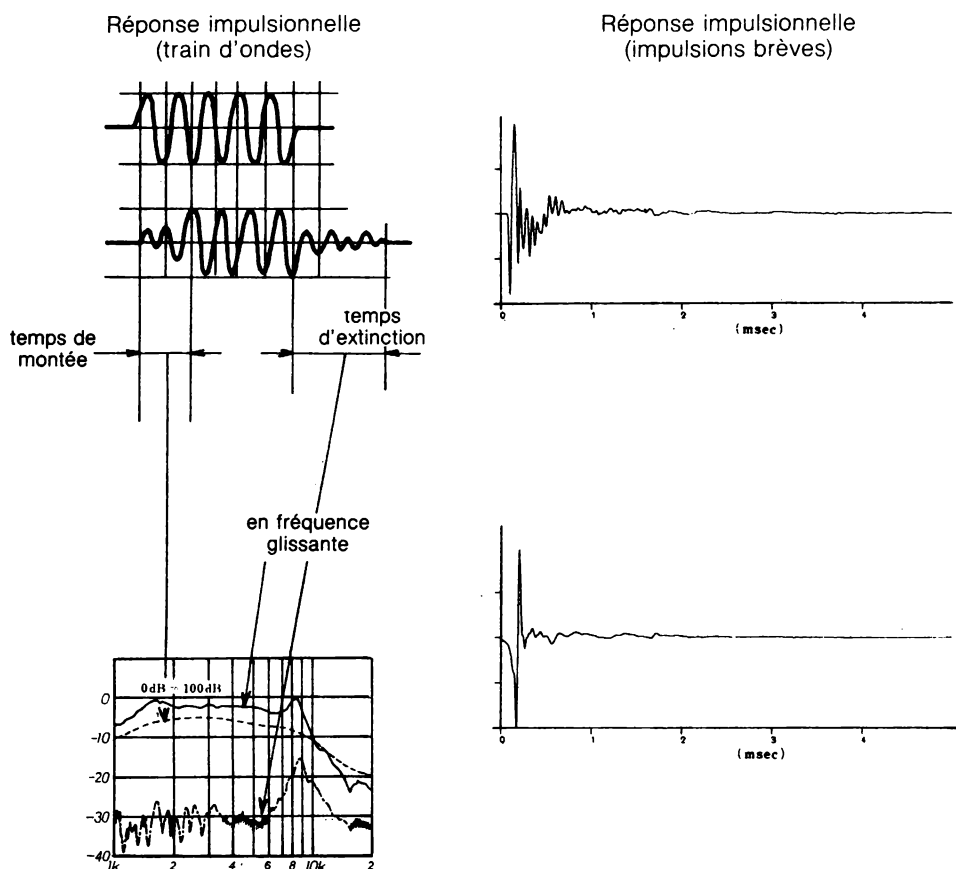 Réponse impulsionnelle
(train d'ondes)
Réponse impulsionnelle
(impulsions brèves)
temps de
montée
temps
d'extinction
0 1 2 3 4
(msec)
en fréquence
glissante
0dB = 100dB
0
-10
-20
-30
-40
1k 2 4 6 8 10k 2
0 1 2 3 4
(msec)